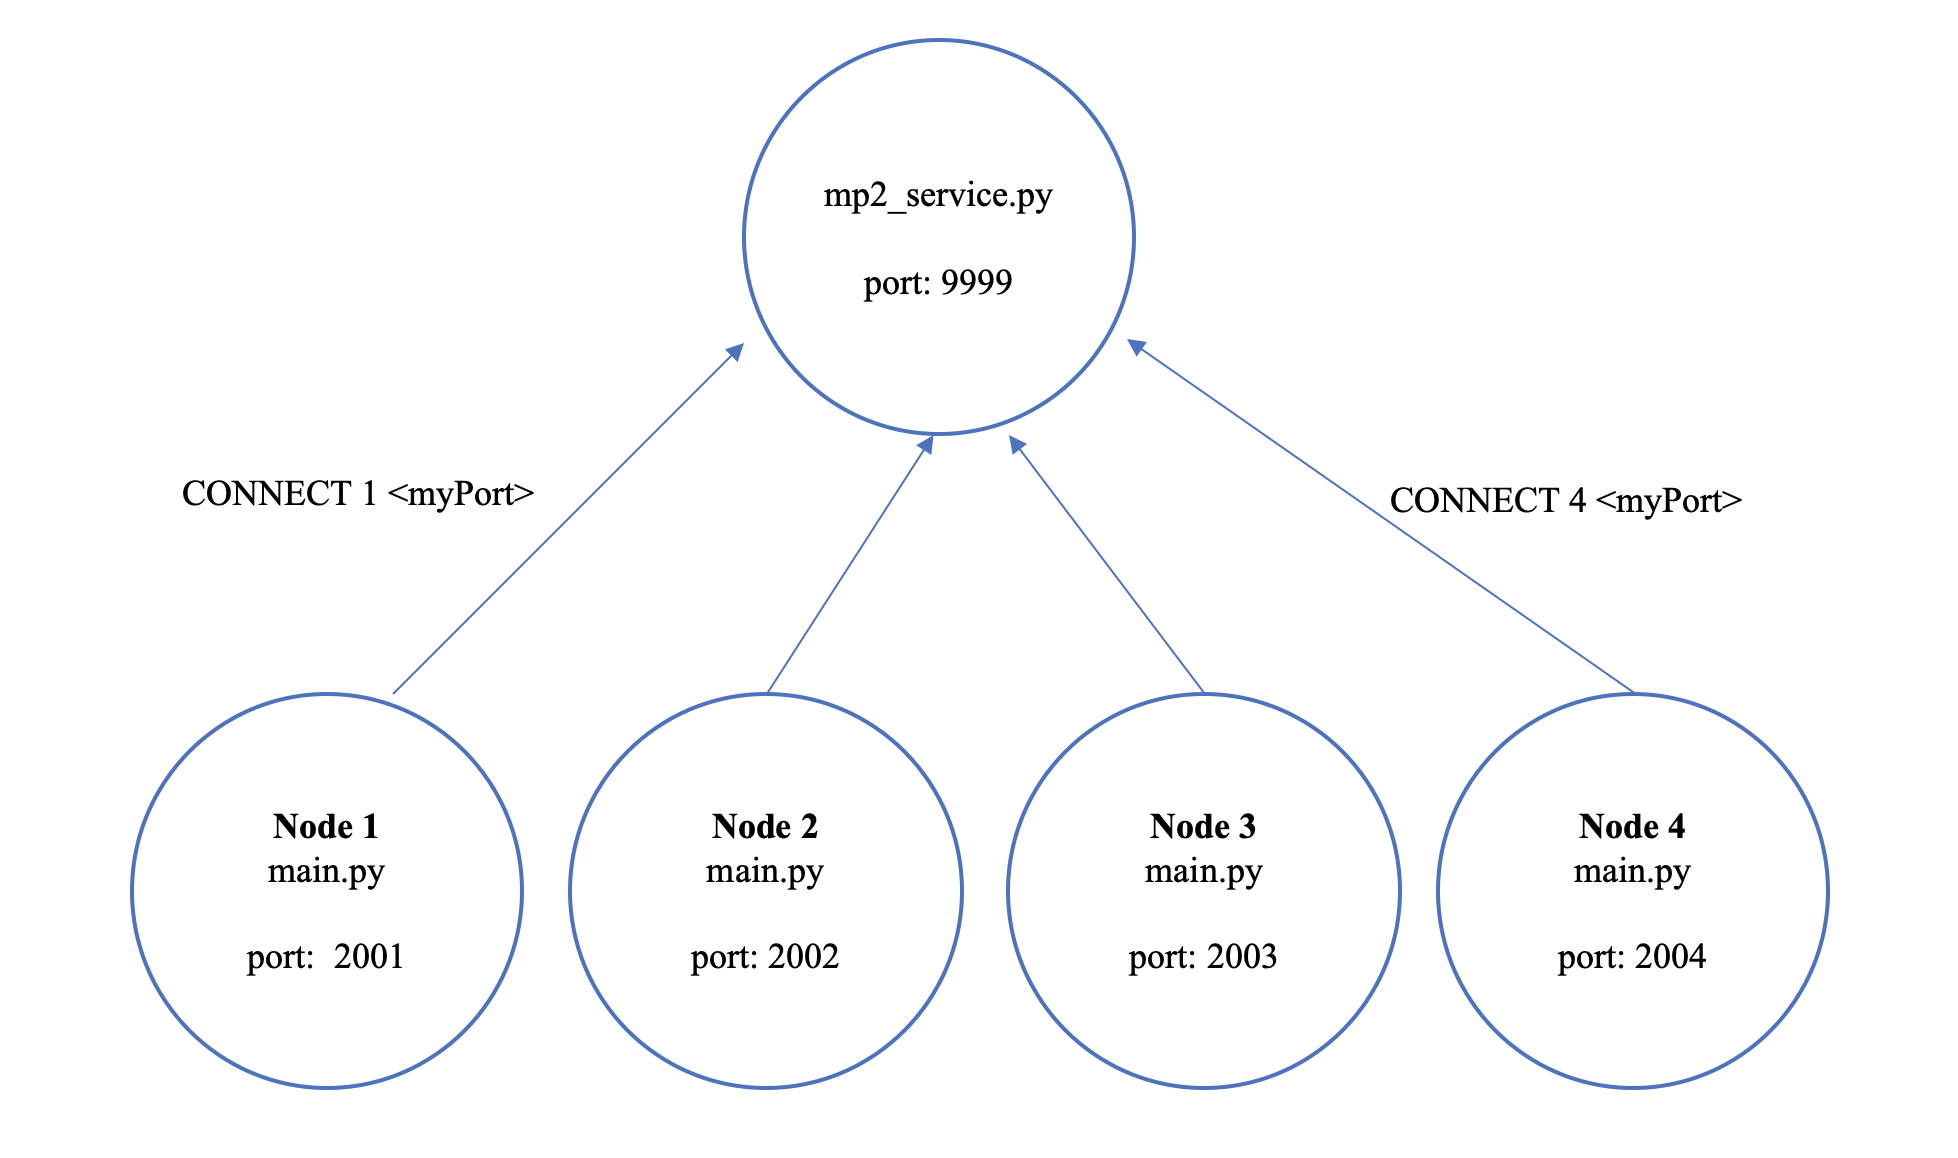 mp2_service.py
port: 9999
CONNECT 1 <myPort>
CONNECT 4 <myPort>
Node 1
main.py
port:  2001
Node 2
main.py
port: 2002
Node 3
main.py
port: 2003
Node 4
main.py
port: 2004